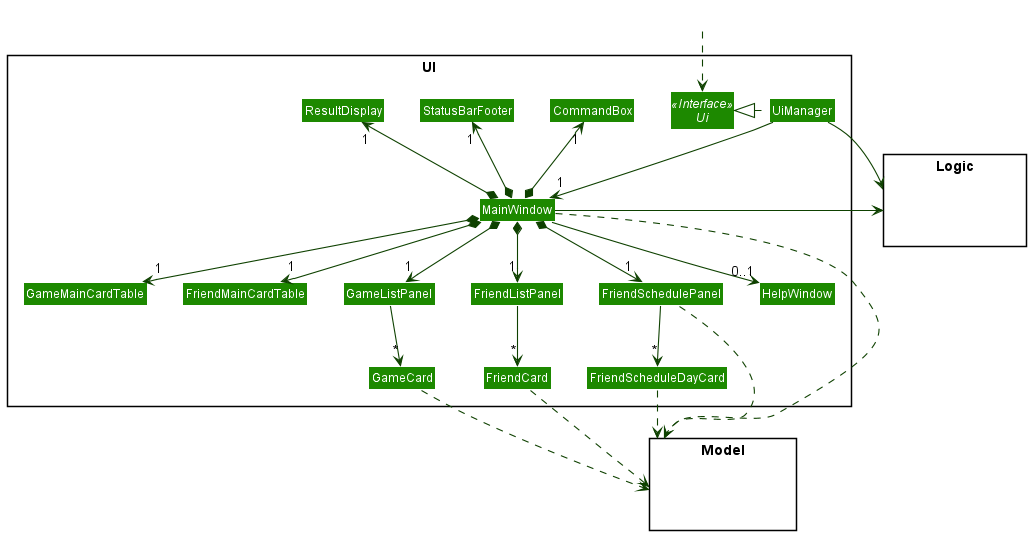 UI
ResultDisplay
StatusBarFooter
CommandBox
«Interface»
Ui
UiManager
1
1
1
Logic
1
MainWindow
1
1
1
1
1
0..1
GameMainCardTable
FriendMainCardTable
GameListPanel
FriendListPanel
FriendSchedulePanel
HelpWindow
*
*
*
GameCard
FriendCard
FriendScheduleDayCard
Model